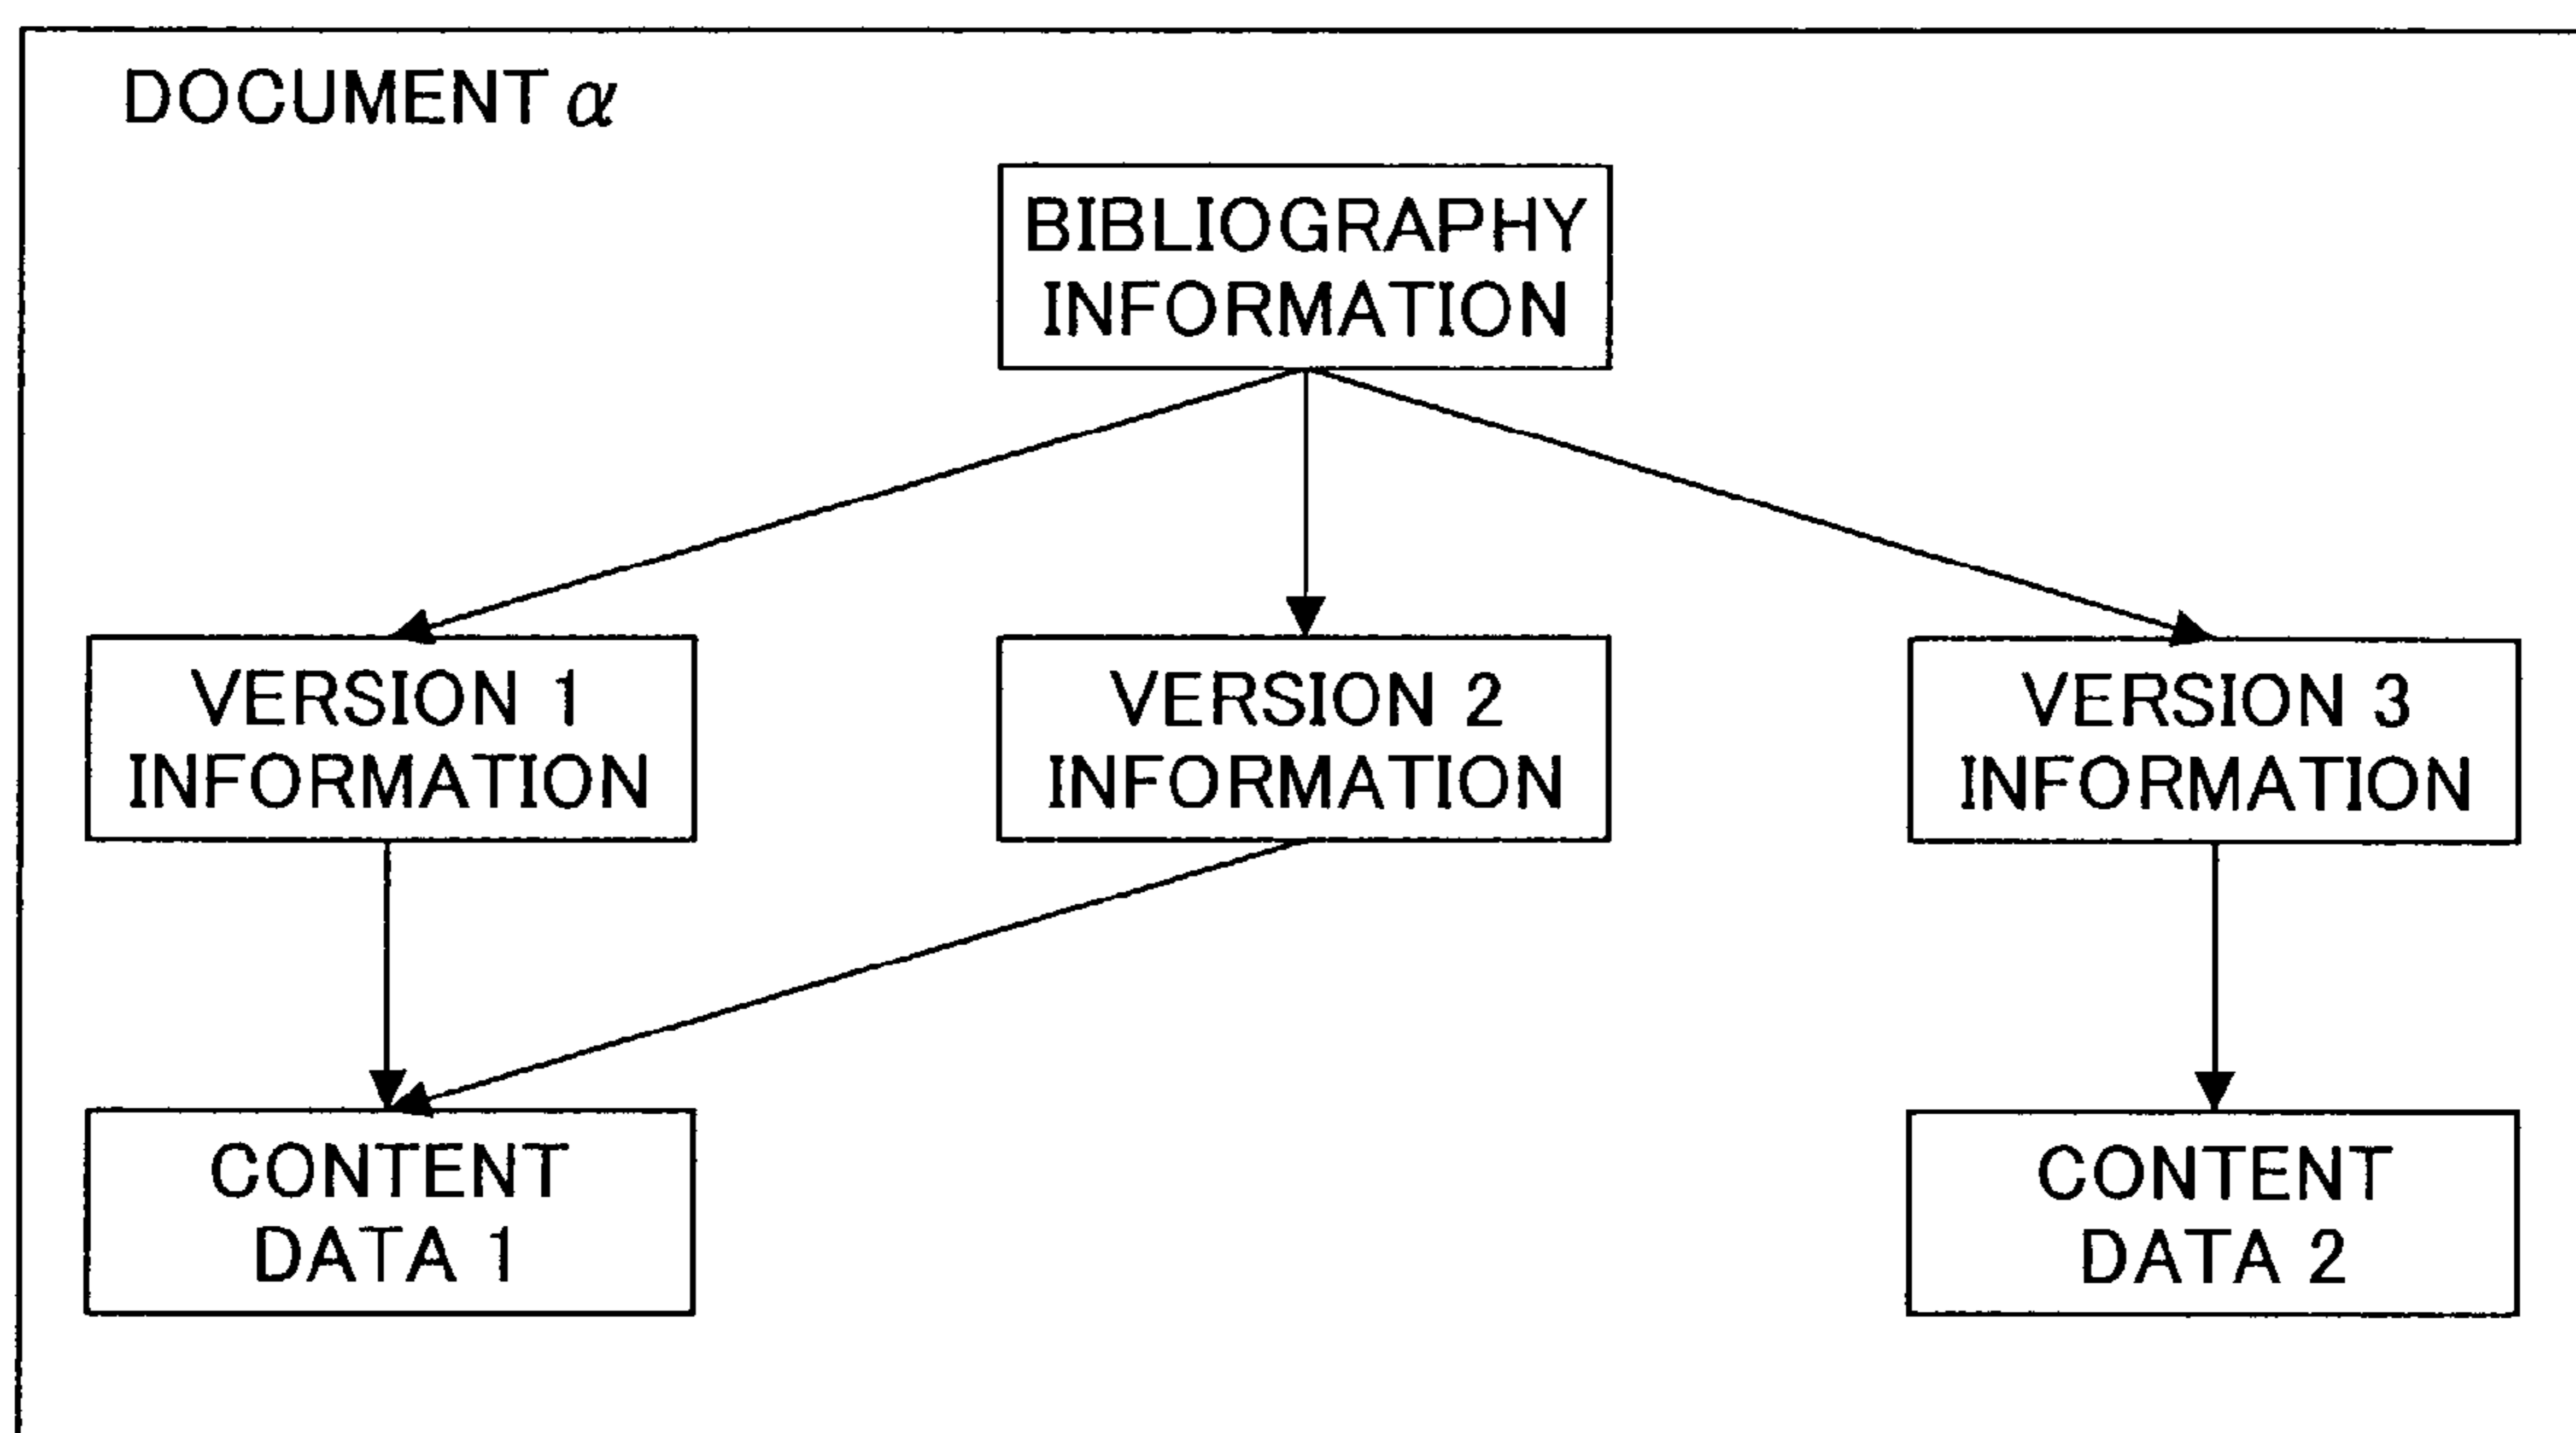 DOCUMENT α
BIBLIOGRAPHY
INFORMATION
VERSION 1
INFORMATION
VERSION 2
INFORMATION
VERSION 3
INFORMATION
CONTENT
DATA 1
CONTENT
DATA 2